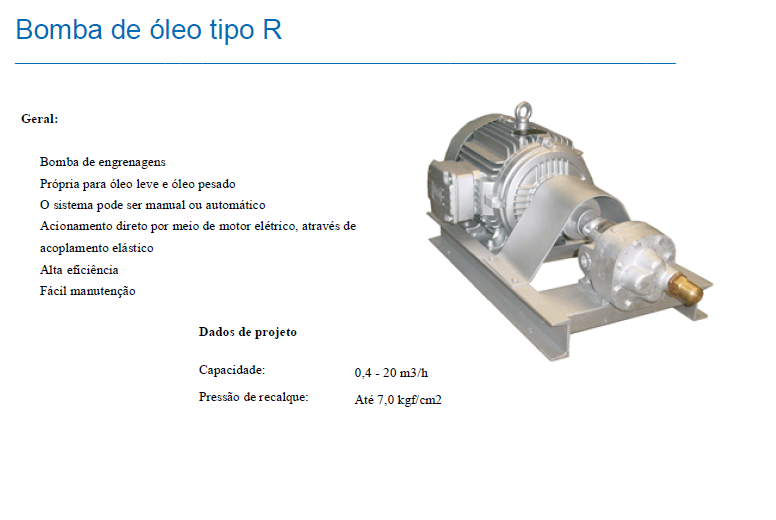 Bomba de óleo tipo R
Geral:
Bomba de engrenagens
Própria para óleo leve e óleo pesado
O sistema pode ser manual ou automático
Acionamento direto por meio de motor elétrico, através de
acoplamento elástico
Alta eficiência
Fácil manutenção
Dados de projeto
Capacidade: 0,4 - 20 m3/h
Pressão de recalque: Até 7,0 kgf/cm2